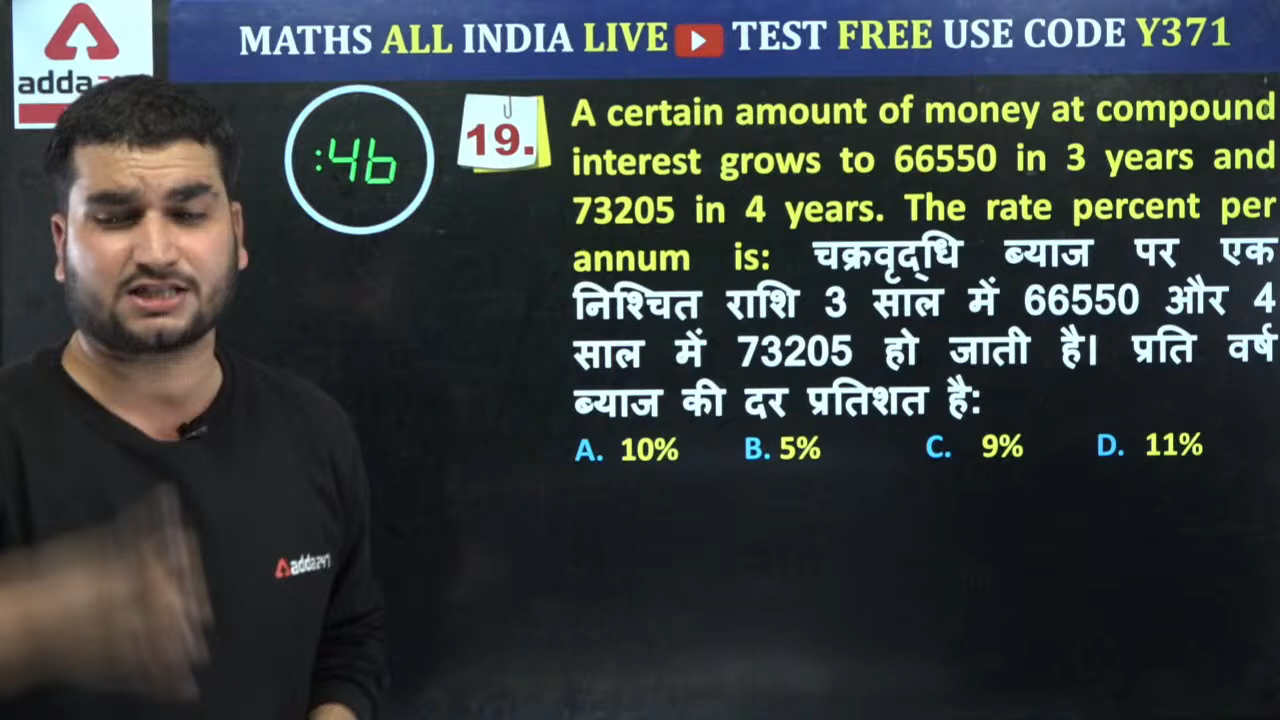 MATHS ALL INDIA LIVE TEST FREE USE CODE Y371
adda
:46
19.
A certain amount of money at compound
interest grows to 66550 in 3 years and
73205 in 4 years. The rate percent per
annum is: चक्रवृद्धि ब्याज पर एक
निश्चित राशि 3 साल में 66550 और 4
साल में 73205 हो जाती है। प्रति वर्ष
ब्याज की दर प्रतिशत है:
A. 10% B. 5% C. 9% D. 11%
adda247